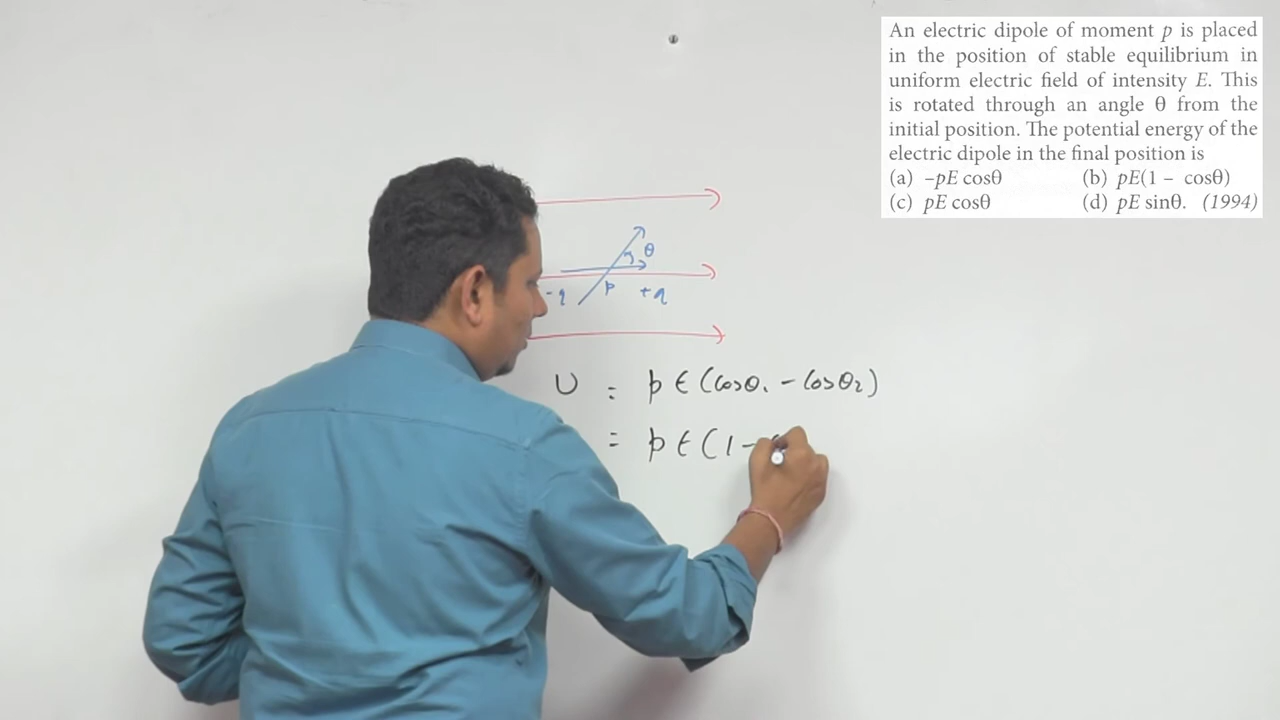 An electric dipole of moment p is placed
in the position of stable equilibrium in
uniform electric field of intensity E. This
is rotated through an angle θ from the
initial position. The potential energy of the
electric dipole in the final position is
(a) –pE cosθ (b) pE(1 – cosθ)
(c) pE cosθ (d) pE sinθ. (1994)
θ
-q p +q
U = pE(cosθ₁ - cosθ₂)
= pE(1-